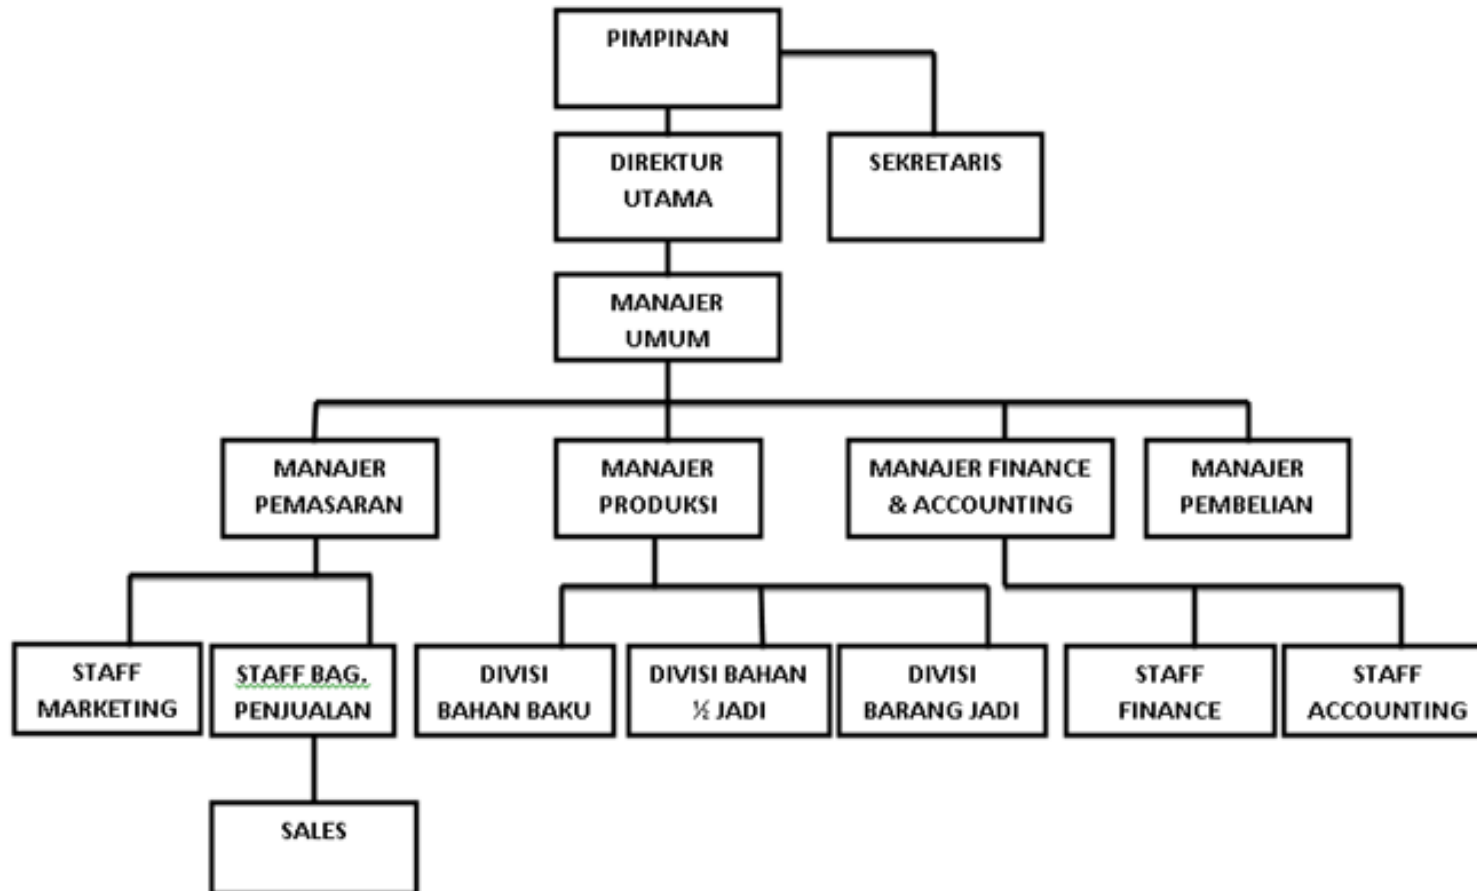 PIMPINAN
DIREKTUR
UTAMA
SEKRETARIS
MANAJER
UMUM
MANAJER
PEMASARAN
MANAJER
PRODUKSI
MANAJER FINANCE
& ACCOUNTING
MANAJER
PEMBELIAN
STAFF
MARKETING
STAFF BAG.
PENJUALAN
DIVISI
BAHAN BAKU
DIVISI BAHAN
½ JADI
DIVISI
BARANG JADI
STAFF
FINANCE
STAFF
ACCOUNTING
SALES